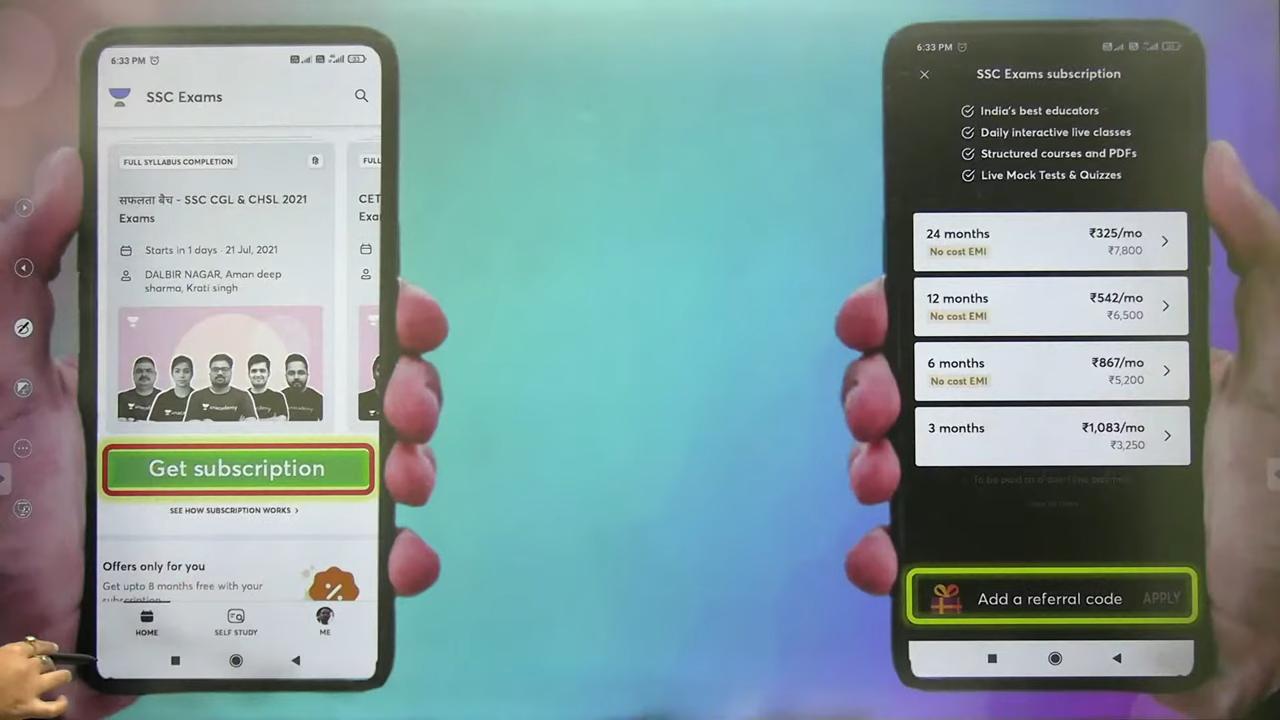 6:33 PM
SSC Exams
FULL SYLLABUS COMPLETION
हि
FULL
सफलता बैच - SSC CGL & CHSL 2021
Exams
CET
Exa
Starts in 1 days · 21 Jul, 2021
DALBIR NAGAR, Aman deep
sharma, Krati singh
unacademy
Get subscription
SEE HOW SUBSCRIPTION WORKS >
Offers only for you
Get upto 8 months free with your
subscription
%
HOME
SELF STUDY
ME
6:33 PM
SSC Exams subscription
India's best educators
Daily interactive live classes
Structured courses and PDFs
Live Mock Tests & Quizzes
24 months ₹325/mo
No cost EMI ₹7,800
12 months ₹542/mo
No cost EMI ₹6,500
6 months ₹867/mo
No cost EMI ₹5,200
3 months ₹1,083/mo
₹3,250
Add a referral code APPLY